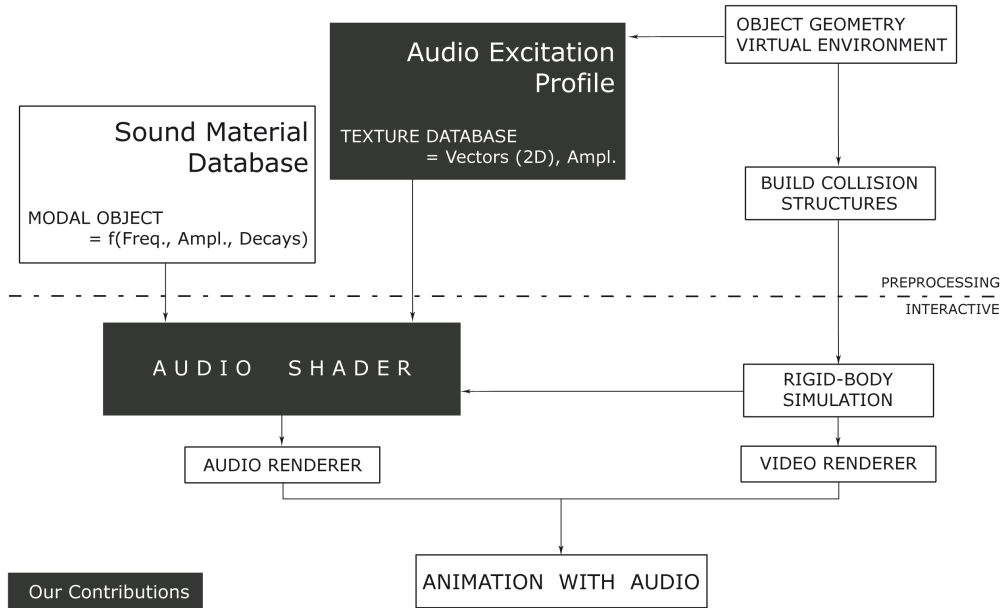 OBJECT GEOMETRY
VIRTUAL ENVIRONMENT
Audio Excitation
Profile
TEXTURE DATABASE
= Vectors (2D), Ampl.
Sound Material
Database
MODAL OBJECT
= f(Freq., Ampl., Decays)
BUILD COLLISION
STRUCTURES
PREPROCESSING
INTERACTIVE
AUDIO SHADER
RIGID-BODY
SIMULATION
AUDIO RENDERER
VIDEO RENDERER
ANIMATION WITH AUDIO
Our Contributions